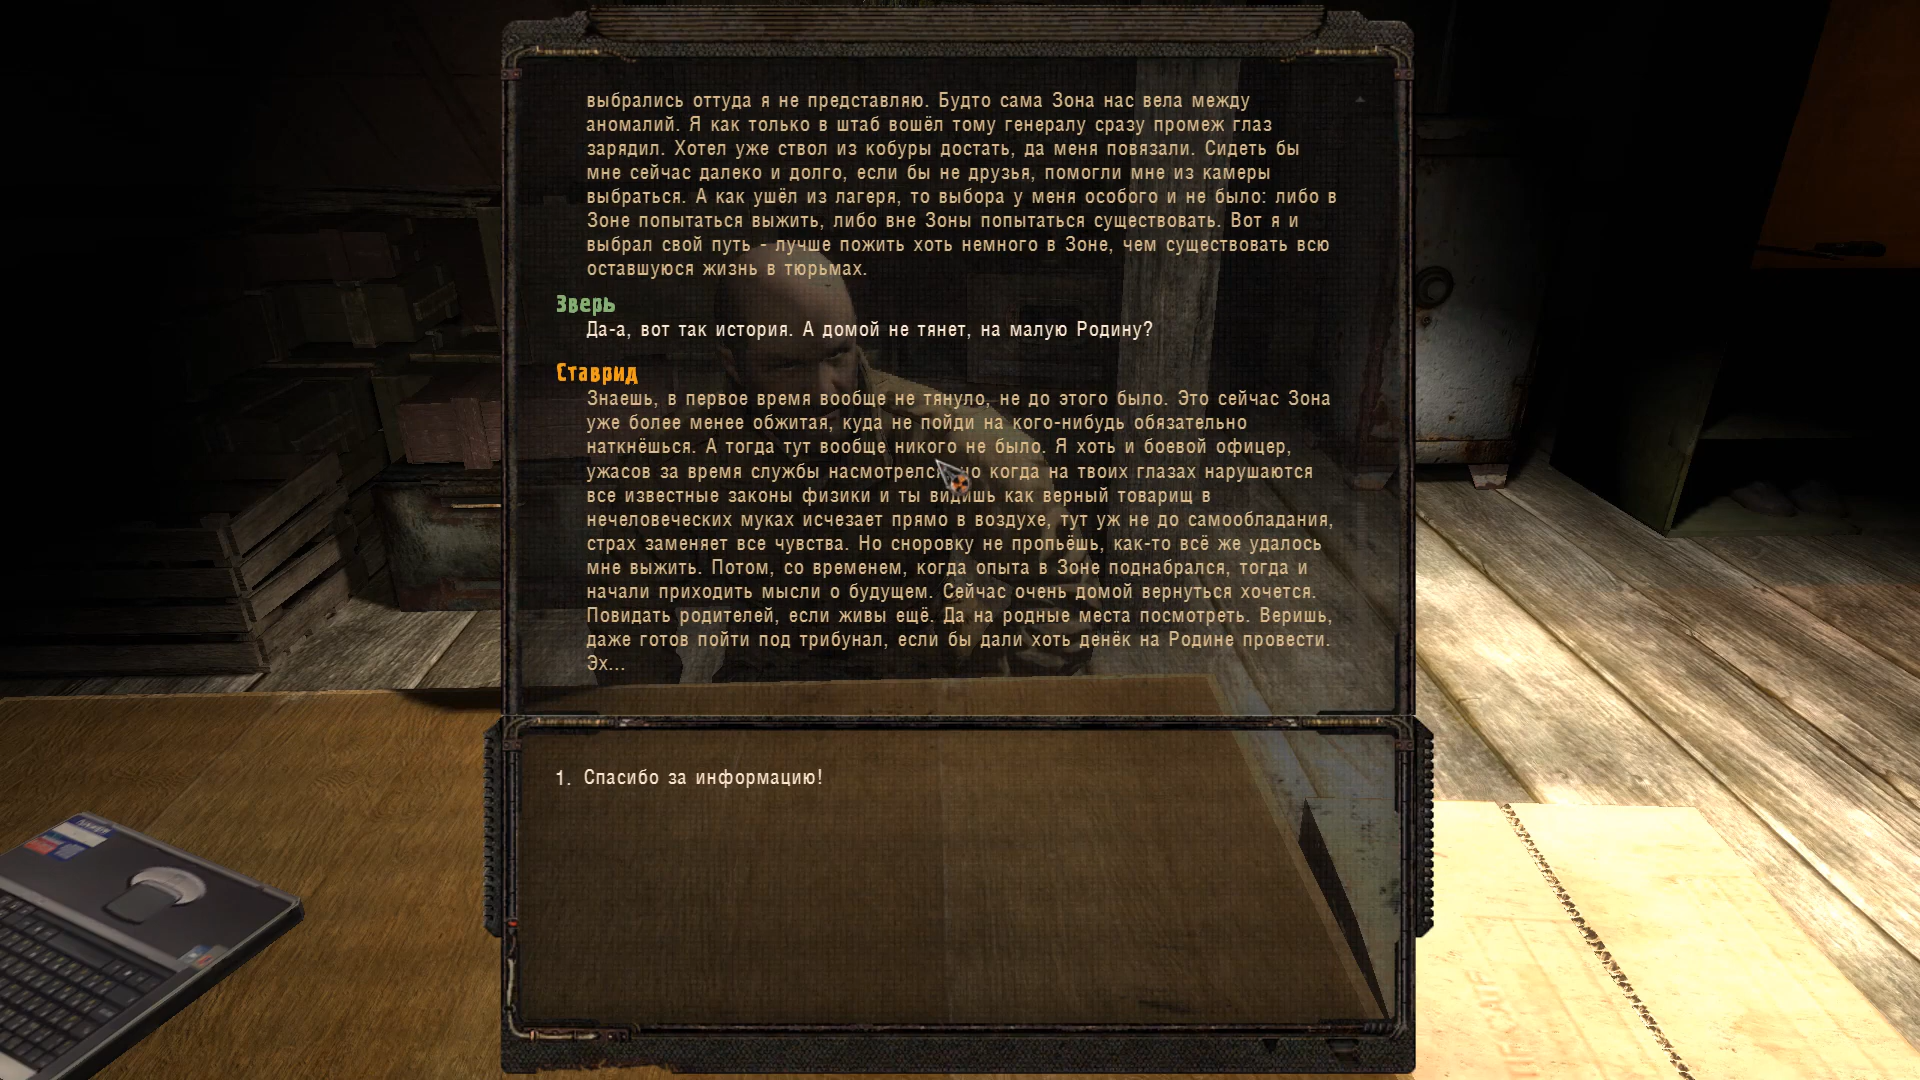 выбрались оттуда я не представляю. Будто сама Зона нас вела между
аномалий. Я как только в штаб вошёл тому генералу сразу промеж глаз
зарядил. Хотел уже ствол из кобуры достать, да меня повязали. Сидеть бы
мне сейчас далеко и долго, если бы не друзья, помогли мне из камеры
выбраться. А как ушёл из лагеря, то выбора у меня особого и не было: либо в
Зоне попытаться выжить, либо вне Зоны попытаться существовать. Вот я и
выбрал свой путь - лучше пожить хоть немного в Зоне, чем существовать всю
оставшуюся жизнь в тюрьмах.
Зверь
Да-а, вот так история. А домой не тянет, на малую Родину?
Ставрид
Знаешь, в первое время вообще не тянуло, не до этого было. Это сейчас Зона
уже более менее обжитая, куда не пойди на кого-нибудь обязательно
наткнёшься. А тогда тут вообще никого не было. Я хоть и боевой офицер,
ужасов за время службы насмотрелся, но когда на твоих глазах нарушаются
все известные законы физики и ты видишь как верный товарищ в
нечеловеческих муках исчезает прямо в воздухе, тут уж не до самообладания,
страх заменяет все чувства. Но сноровку не пропьёшь, как-то всё же удалось
мне выжить. Потом, со временем, когда опыта в Зоне поднабрался, тогда и
начали приходить мысли о будущем. Сейчас очень домой вернуться хочется.
Повидать родителей, если живы ещё. Да на родные места посмотреть. Веришь,
даже готов пойти под трибунал, если бы дали хоть денёк на Родине провести.
Эх...
1. Спасибо за информацию!